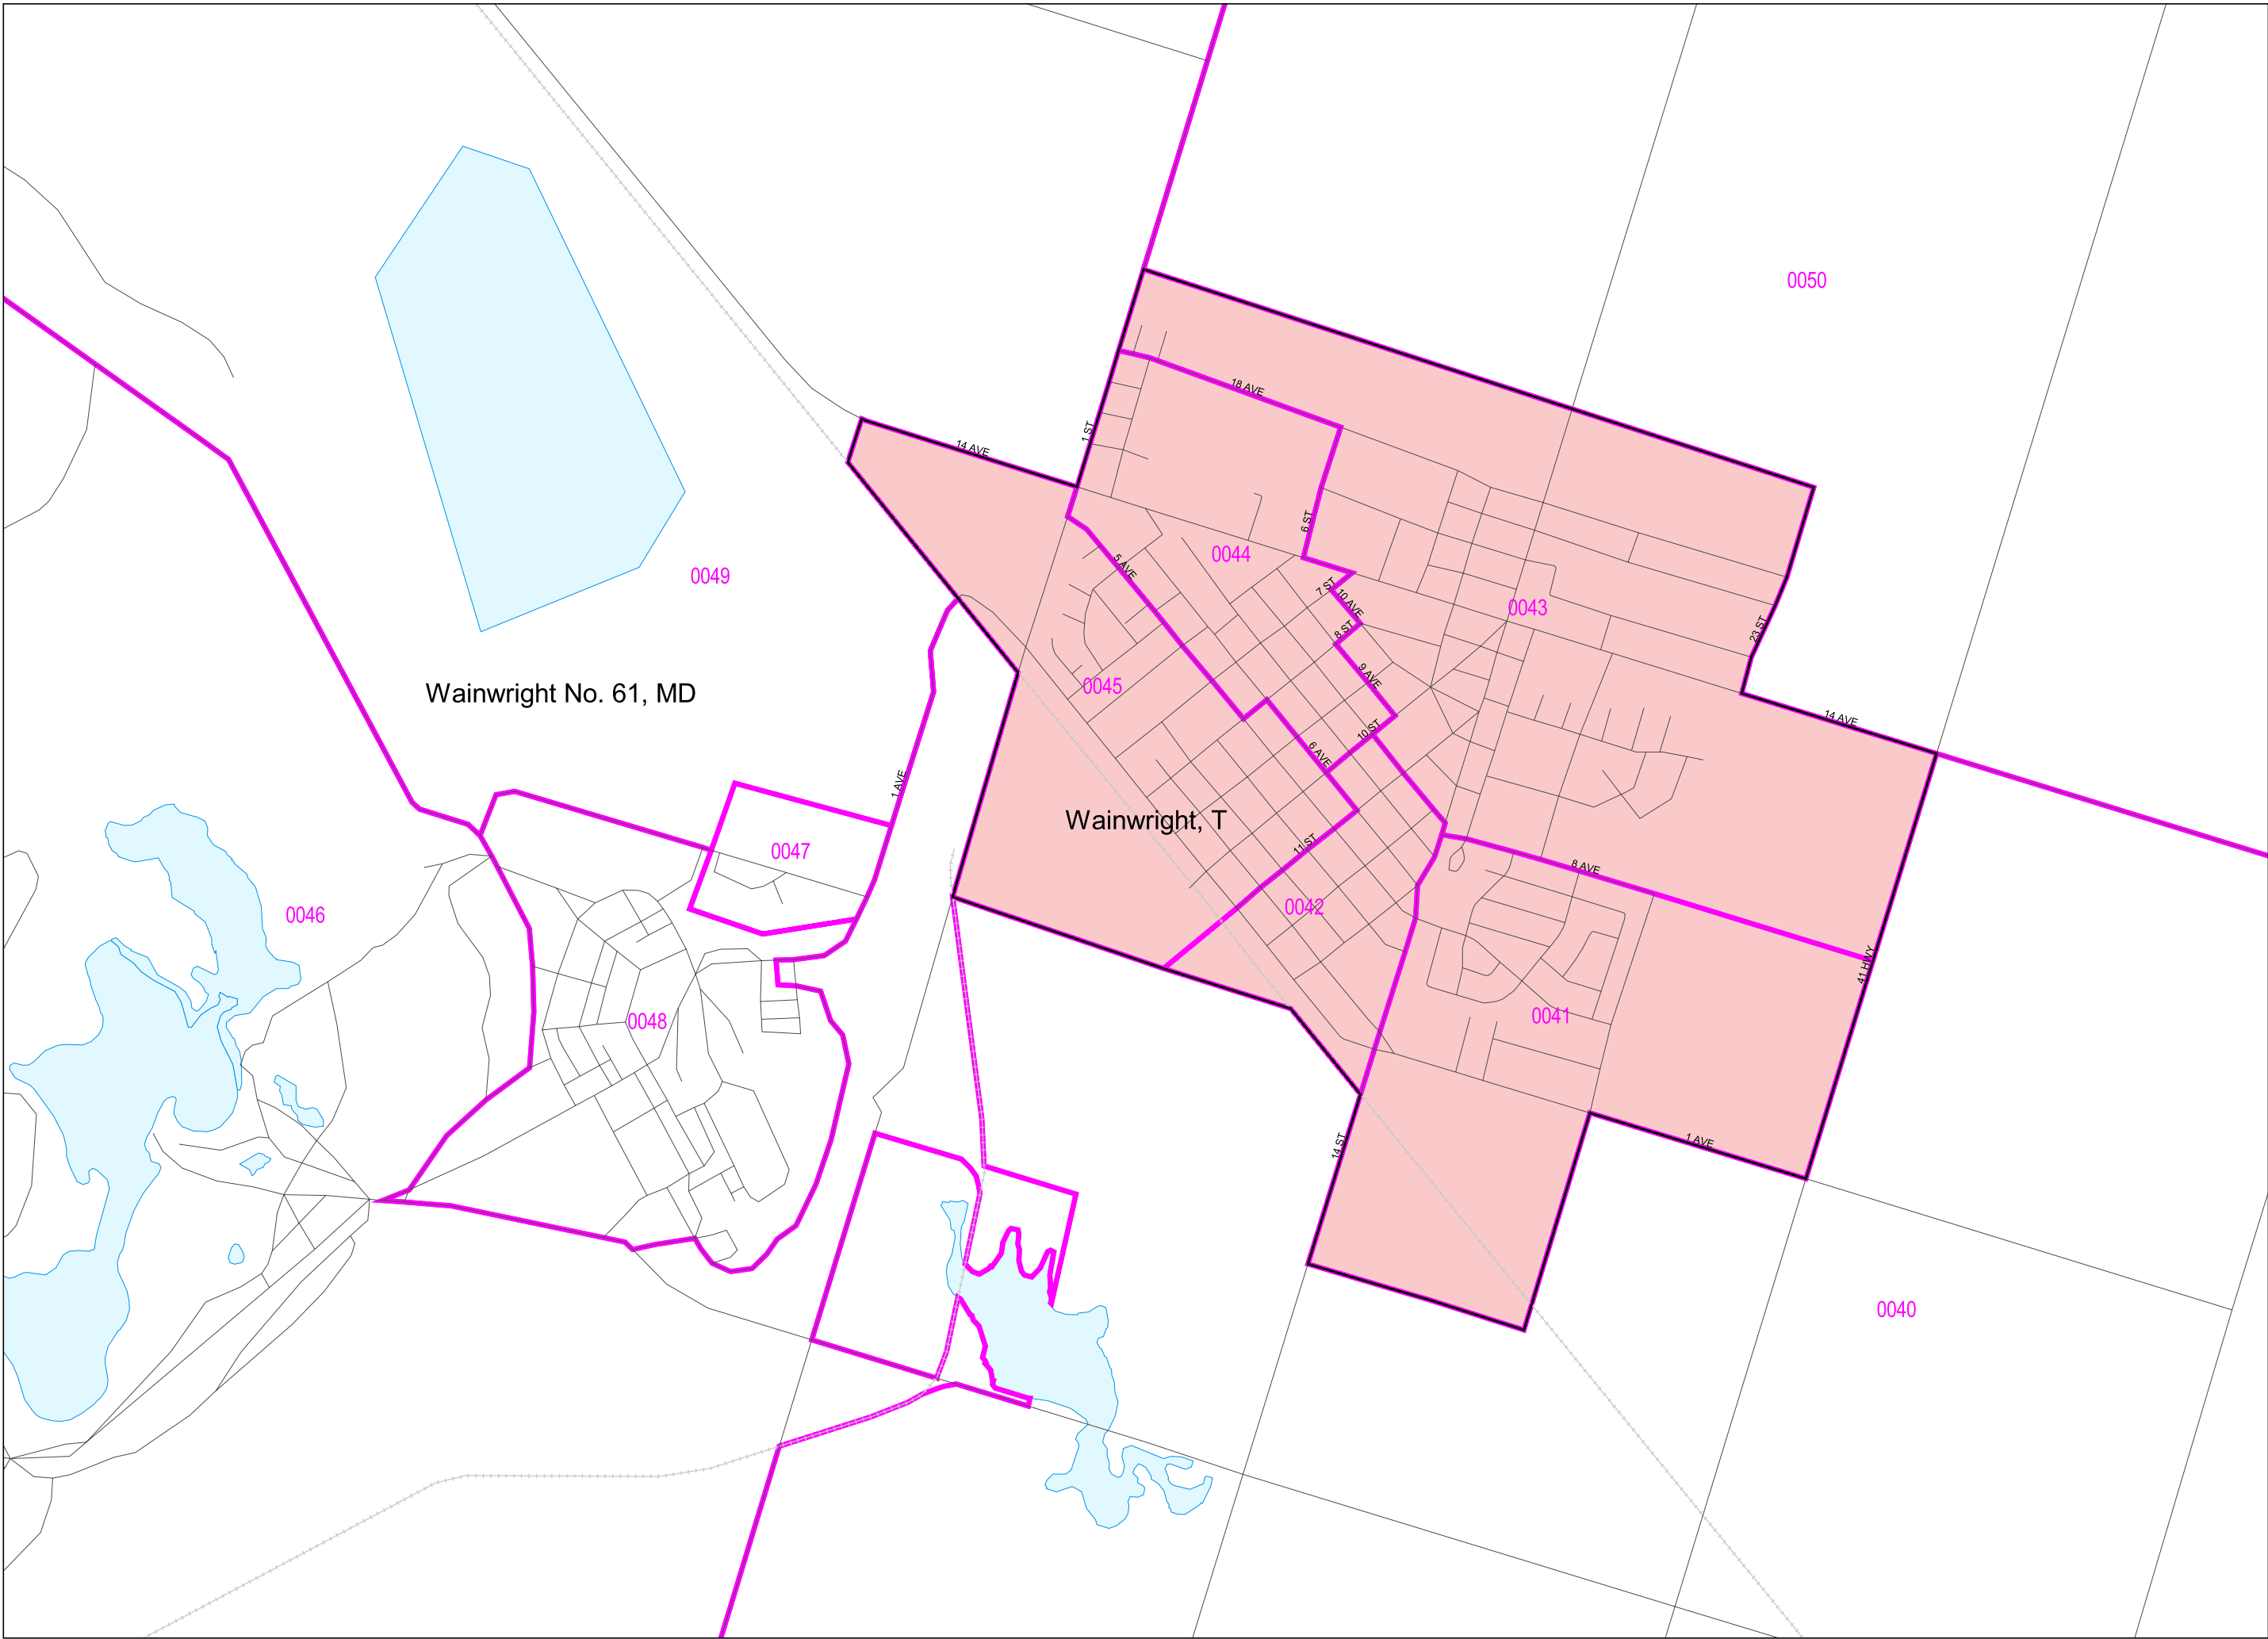 0050
18 AVE
1 ST
14 AVE
6 ST
0044
5 AVE
0049
7 ST
10 AVE
0043
8 ST
23 ST
9 AVE
0045
Wainwright No. 61, MD
14 AVE
10 ST
6 AVE
1 AVE
Wainwright, T
11 ST
0047
8 AVE
0042
0046
41 HWY
0048
0041
14 ST
1 AVE
0040